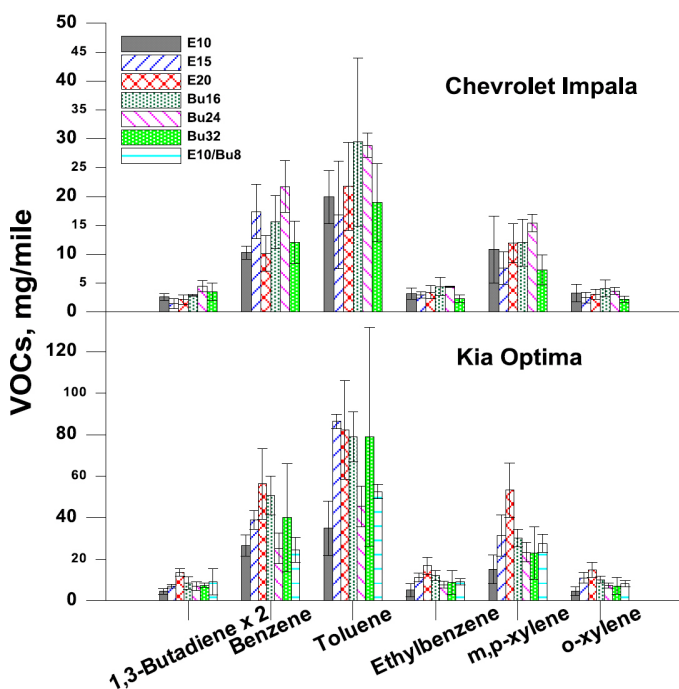 50
45
40
35
30
25
20
15
10
5
0
E10
E15
E20
Bu16
Bu24
Bu32
E10/Bu8
Chevrolet Impala
VOCs, mg/mile
120
100
80
60
40
20
0
Kia Optima
1,3-Butadiene x 2
Benzene
Toluene
Ethylbenzene
m,p-xylene
o-xylene